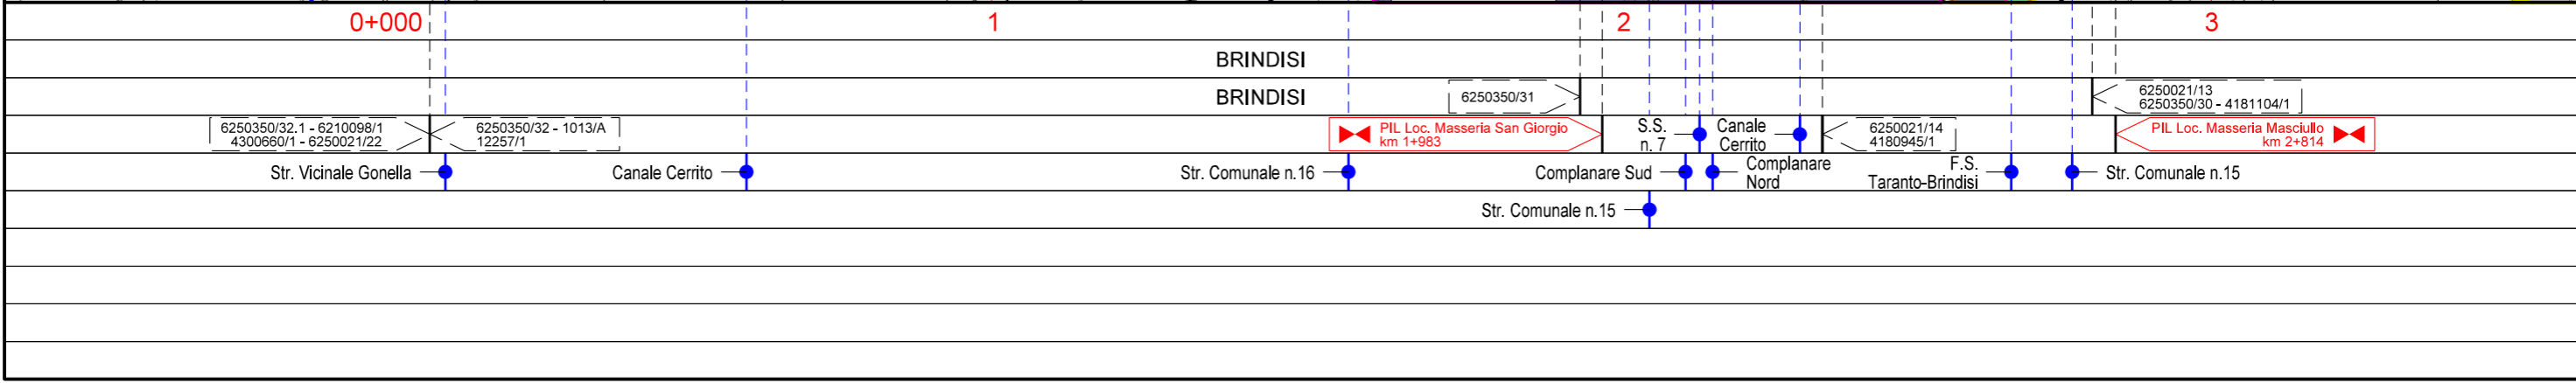 0+000 1 2 3
BRINDISI
BRINDISI
6250350/31
6250021/13
6250350/30 - 4181104/1
6250350/32.1 - 6210098/1
4300660/1 - 6250021/22
6250350/32 - 1013/A
12257/1
PIL Loc. Masseria San Giorgio
km 1+983
S.S.
n. 7
Canale
Cerrito
6250021/14
4180945/1
PIL Loc. Masseria Masciullo
km 2+814
Str. Vicinale Gonella
Canale Cerrito
Str. Comunale n.16
Complanare Sud
Complanare
Nord
F.S.
Taranto-Brindisi
Str. Comunale n.15
Str. Comunale n.15